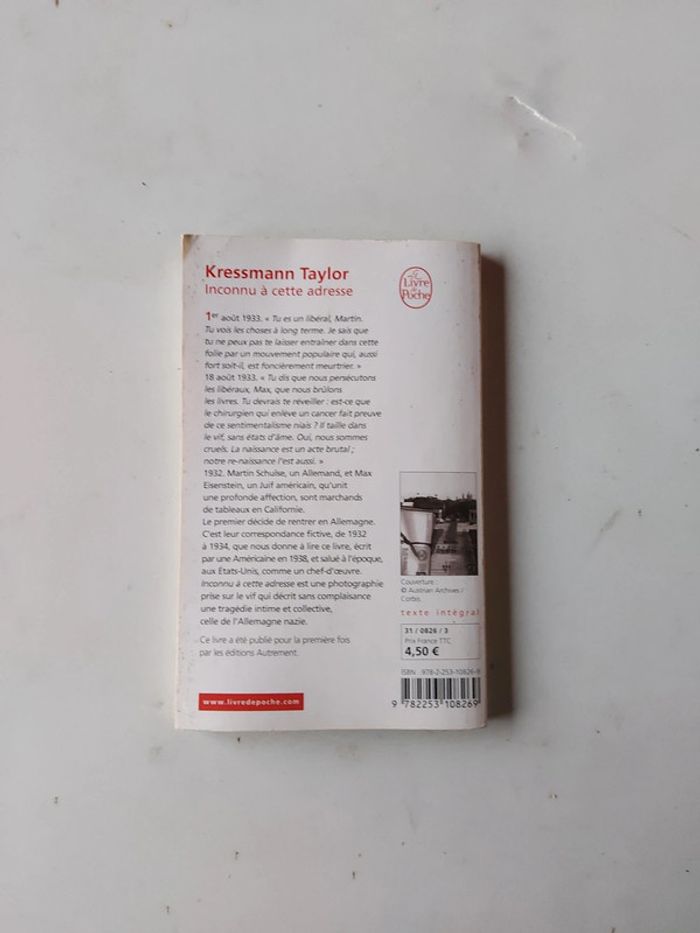 Kressmann Taylor
Inconnu à cette adresse
Le
Livre
de
Poche
1er août 1933. « Tu es un libéral, Martin.
Tu vois les choses à long terme. Je sais que
tu ne peux pas te laisser entraîner dans cette
folie par un mouvement populaire qui, aussi
fort soit-il, est foncièrement meurtrier. »
18 août 1933. « Tu dis que nous persécutons
les libéraux, Max, que nous brûlons
les livres. Tu devrais te réveiller : est-ce que
le chirurgien qui enlève un cancer fait preuve
de ce sentimentalisme niais ? Il taille dans
le vif, sans états d'âme. Oui, nous sommes
cruels. La naissance est un acte brutal ;
notre re-naissance l'est aussi. »
1932. Martin Schulse, un Allemand, et Max
Eisenstein, un Juif américain, qu'unit
une profonde affection, sont marchands
de tableaux en Californie.
Le premier décide de rentrer en Allemagne.
C'est leur correspondance fictive, de 1932
à 1934, que nous donne à lire ce livre, écrit
par une Américaine en 1938, et salué à l'époque,
aux États-Unis, comme un chef-d'œuvre.
Inconnu à cette adresse est une photographie
prise sur le vif qui décrit sans complaisance
une tragédie intime et collective,
celle de l'Allemagne nazie.
Ce livre a été publié pour la première fois
par les éditions Autrement.
www.livredepoche.com
Couverture :
© Austrian Archives /
Corbis.
texte intégral
31 / 0826 / 3
Prix France TTC
4,50 €
ISBN : 978-2-253-10826-9
9 782253 108269